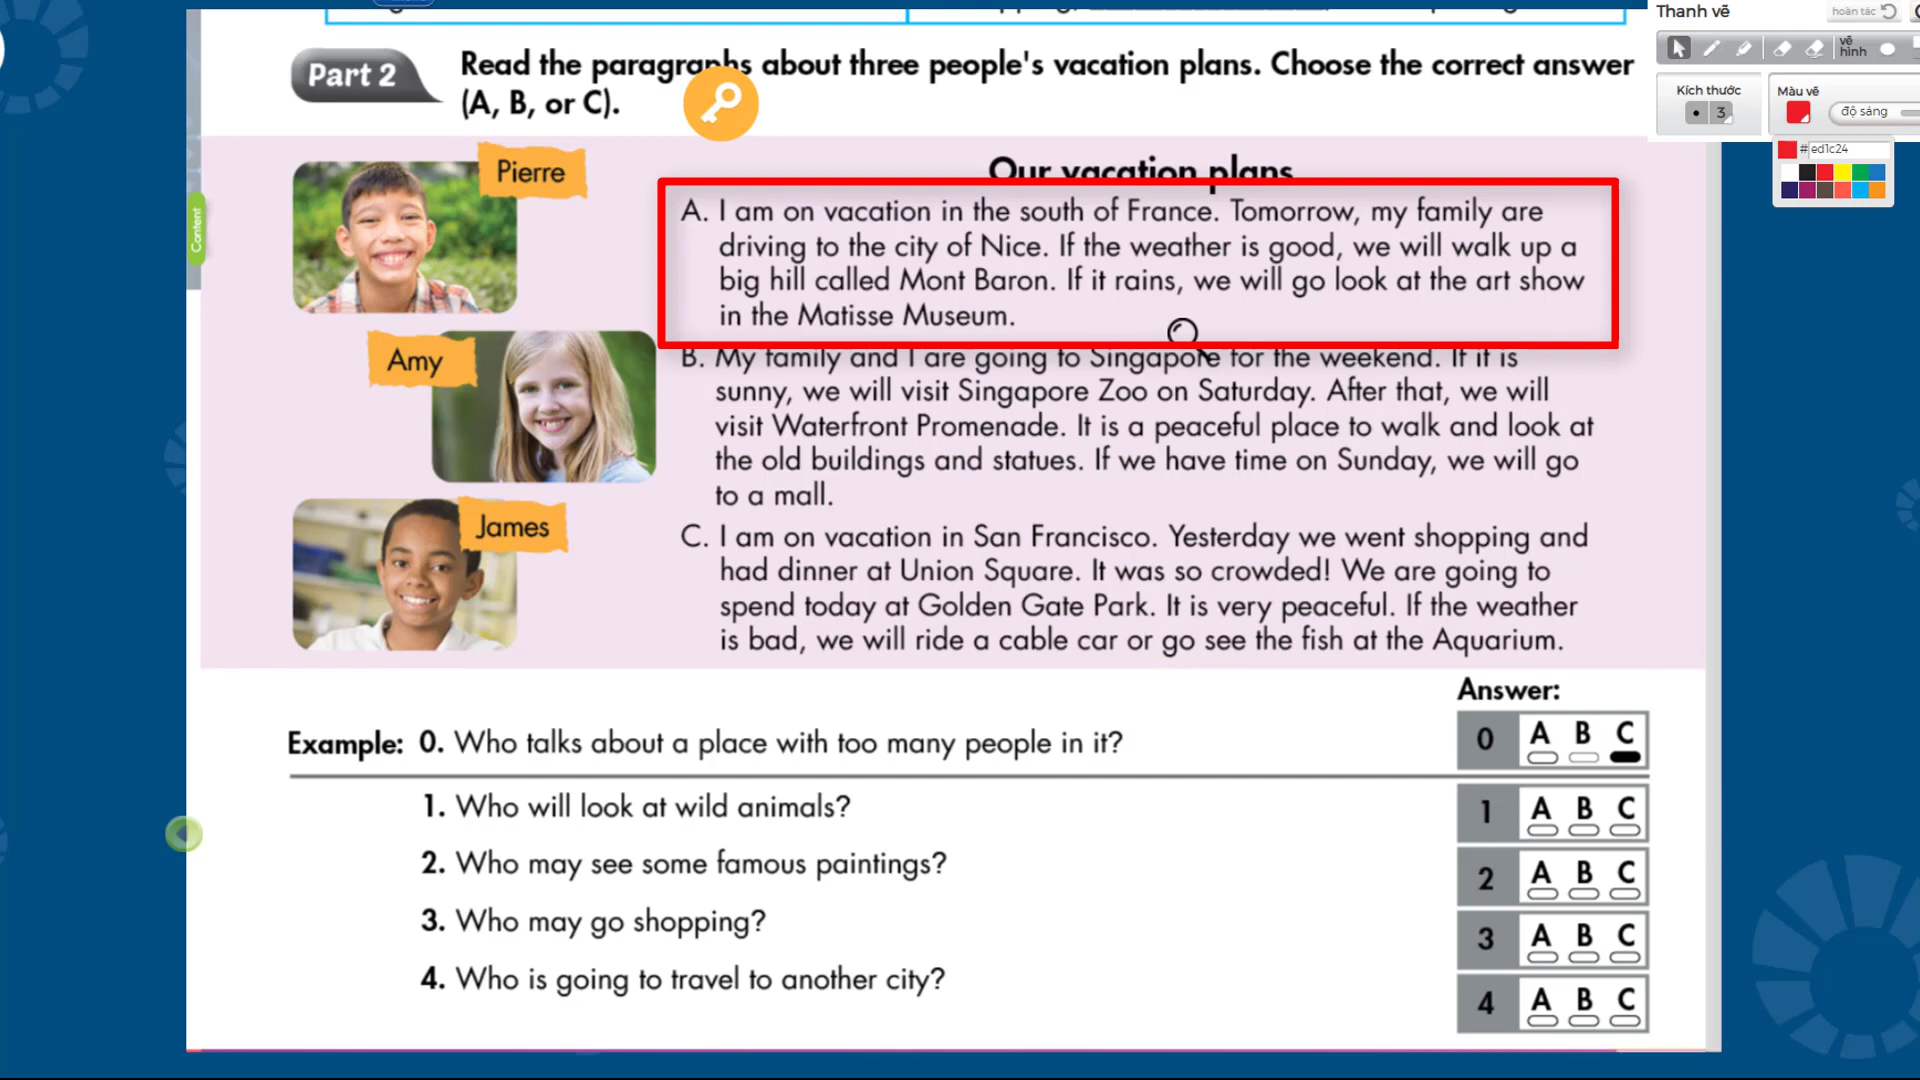 Thanh vẽ
hoàn tác
vẽ hình
Kích thước
3
Màu vẽ
độ sáng
#ed1c24
Content
Part 2
Read the paragraphs about three people's vacation plans. Choose the correct answer
(A, B, or C).
Pierre
Amy
James
Our vacation plans
A. I am on vacation in the south of France. Tomorrow, my family are
driving to the city of Nice. If the weather is good, we will walk up a
big hill called Mont Baron. If it rains, we will go look at the art show
in the Matisse Museum.
B. My family and I are going to Singapore for the weekend. If it is
sunny, we will visit Singapore Zoo on Saturday. After that, we will
visit Waterfront Promenade. It is a peaceful place to walk and look at
the old buildings and statues. If we have time on Sunday, we will go
to a mall.
C. I am on vacation in San Francisco. Yesterday we went shopping and
had dinner at Union Square. It was so crowded! We are going to
spend today at Golden Gate Park. It is very peaceful. If the weather
is bad, we will ride a cable car or go see the fish at the Aquarium.
Answer:
Example: 0. Who talks about a place with too many people in it?
0 A B C
1. Who will look at wild animals?
1 A B C
2. Who may see some famous paintings?
2 A B C
3. Who may go shopping?
3 A B C
4. Who is going to travel to another city?
4 A B C